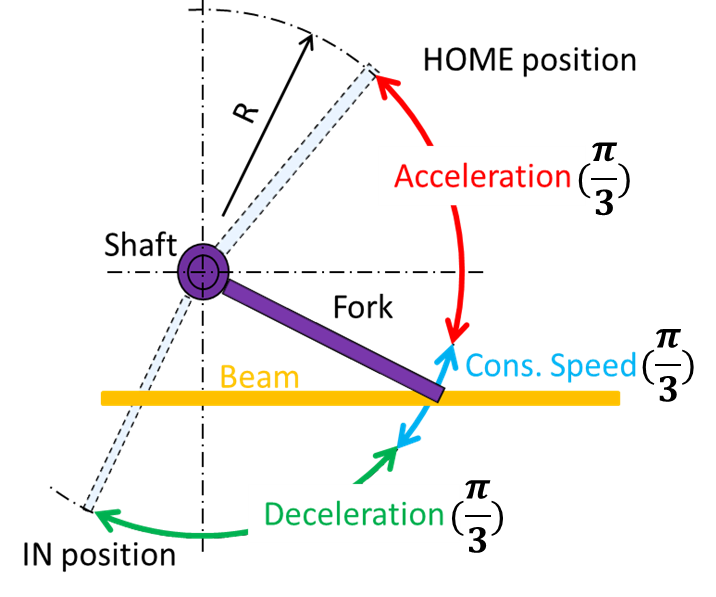 HOME position
R
Acceleration (π/3)
Shaft
Fork
Cons. Speed (π/3)
Beam
Deceleration (π/3)
IN position